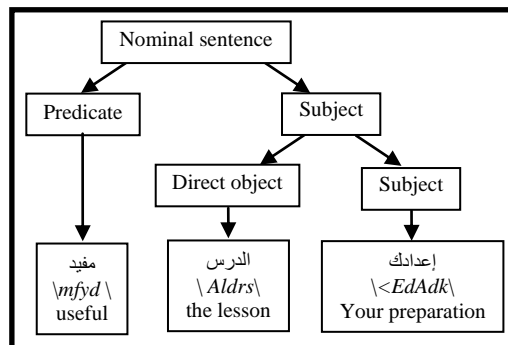 Nominal sentence
Predicate
Subject
Direct object
Subject
مفيد
\mfyd \
useful
الدرس
\ Aldrs\
the lesson
إعدادك
\<EdAdk\
Your preparation